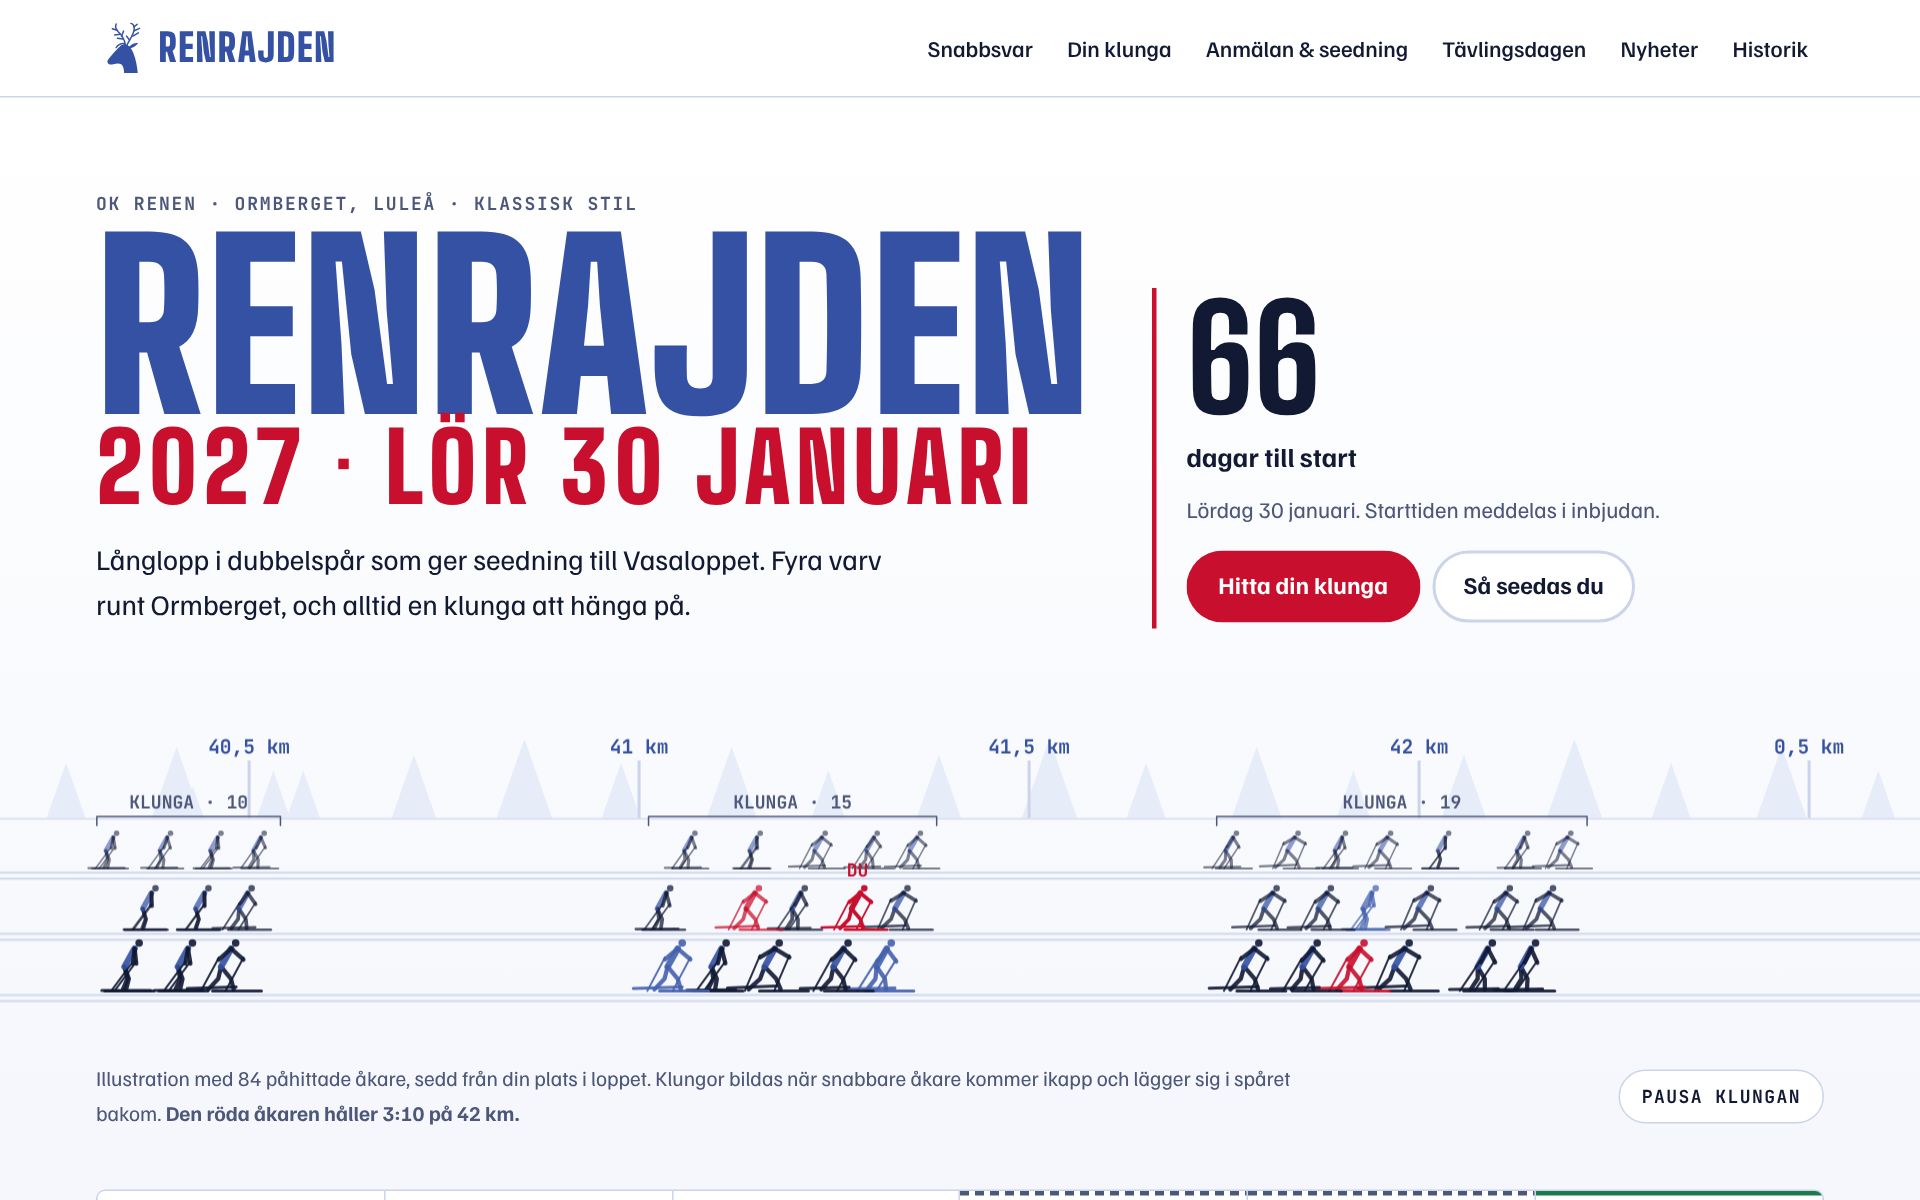 RENRAJDEN
Snabbsvar
Din klunga
Anmälan & seedning
Tävlingsdagen
Nyheter
Historik
OK RENEN · ORMBERGET, LULEÅ · KLASSISK STIL
RENRAJDEN
2027 · LÖR 30 JANUARI
Långlopp i dubbelspår som ger seedning till Vasaloppet. Fyra varv
runt Ormberget, och alltid en klunga att hänga på.
66
dagar till start
Lördag 30 januari. Starttiden meddelas i inbjudan.
Hitta din klunga
Så seedas du
40,5 km
41 km
41,5 km
42 km
0,5 km
KLUNGA · 10
KLUNGA · 15
KLUNGA · 19
DU
Illustration med 84 påhittade åkare, sedd från din plats i loppet. Klungor bildas när snabbare åkare kommer ikapp och lägger sig i spåret
bakom. Den röda åkaren håller 3:10 på 42 km.
PAUSA KLUNGAN